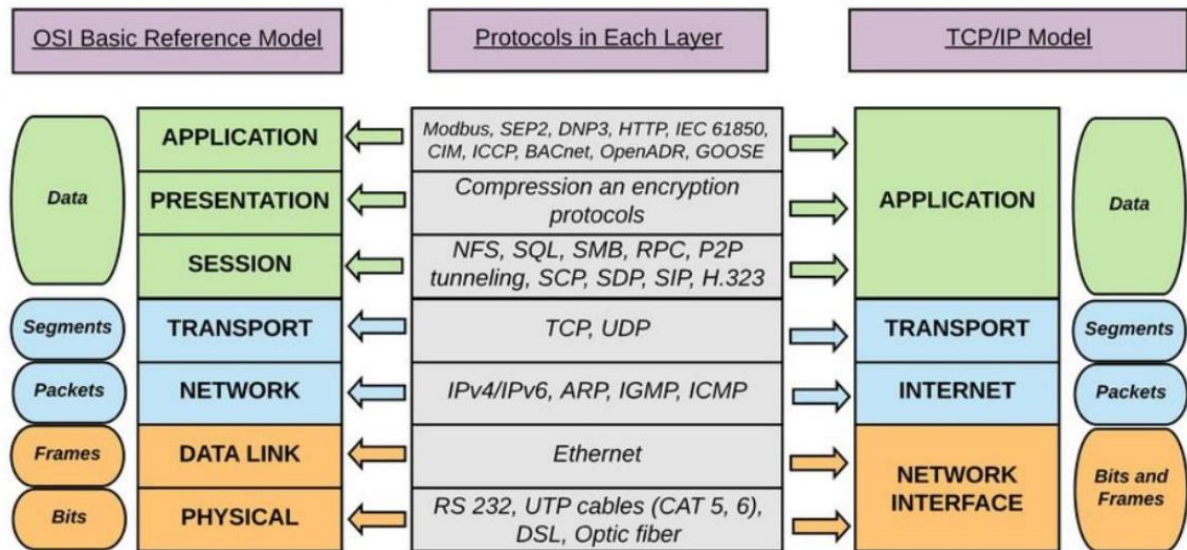 OSI Basic Reference Model
Protocols in Each Layer
TCP/IP Model
Data
APPLICATION
PRESENTATION
SESSION
Modbus, SEP2, DNP3, HTTP, IEC 61850,
CIM, ICCP, BACnet, OpenADR, GOOSE
Compression an encryption
protocols
NFS, SQL, SMB, RPC, P2P
tunneling, SCP, SDP, SIP, H.323
APPLICATION
Data
Segments
TRANSPORT
TCP, UDP
TRANSPORT
Segments
Packets
NETWORK
IPv4/IPv6, ARP, IGMP, ICMP
INTERNET
Packets
Frames
DATA LINK
Ethernet
Bits
PHYSICAL
RS 232, UTP cables (CAT 5, 6),
DSL, Optic fiber
NETWORK
INTERFACE
Bits and
Frames